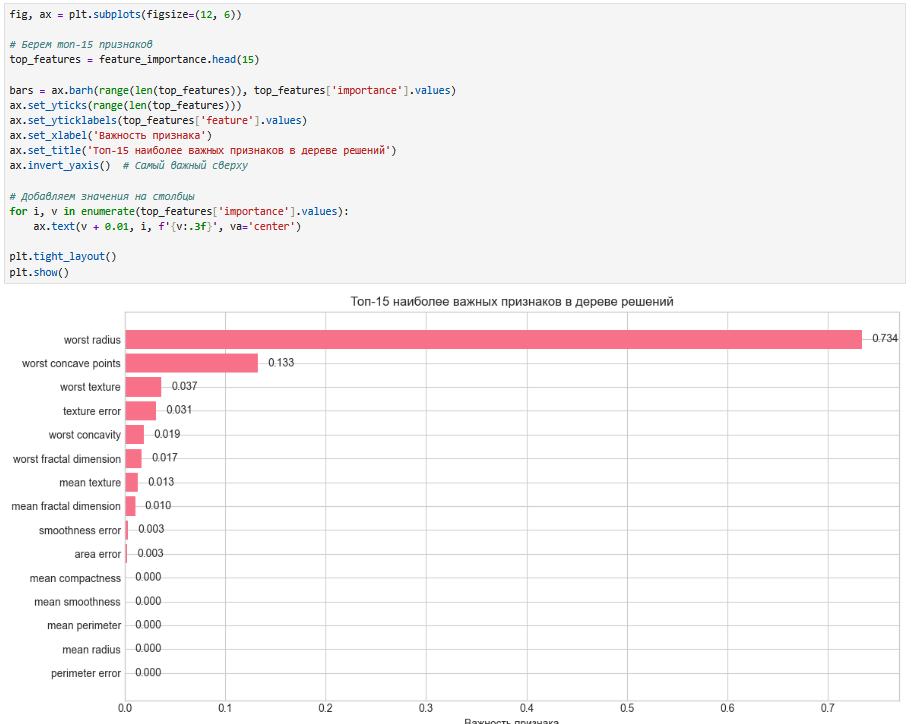 fig, ax = plt.subplots(figsize=(12, 6))
# Берем топ-15 признаков
top_features = feature_importance.head(15)
bars = ax.barh(range(len(top_features)), top_features['importance'].values)
ax.set_yticks(range(len(top_features)))
ax.set_yticklabels(top_features['feature'].values)
ax.set_xlabel('Важность признака')
ax.set_title('Топ-15 наиболее важных признаков в дереве решений')
ax.invert_yaxis()  # Самый важный сверху
# Добавляем значения на столбцы
for i, v in enumerate(top_features['importance'].values):
    ax.text(v + 0.01, i, f'{v:.3f}', va='center')
plt.tight_layout()
plt.show()
Топ-15 наиболее важных признаков в дереве решений
worst radius 0.734
worst concave points 0.133
worst texture 0.037
texture error 0.031
worst concavity 0.019
worst fractal dimension 0.017
mean texture 0.013
mean fractal dimension 0.010
smoothness error 0.003
area error 0.003
mean compactness 0.000
mean smoothness 0.000
mean perimeter 0.000
mean radius 0.000
perimeter error 0.000
0.0 0.1 0.2 0.3 0.4 0.5 0.6 0.7
Важность признака